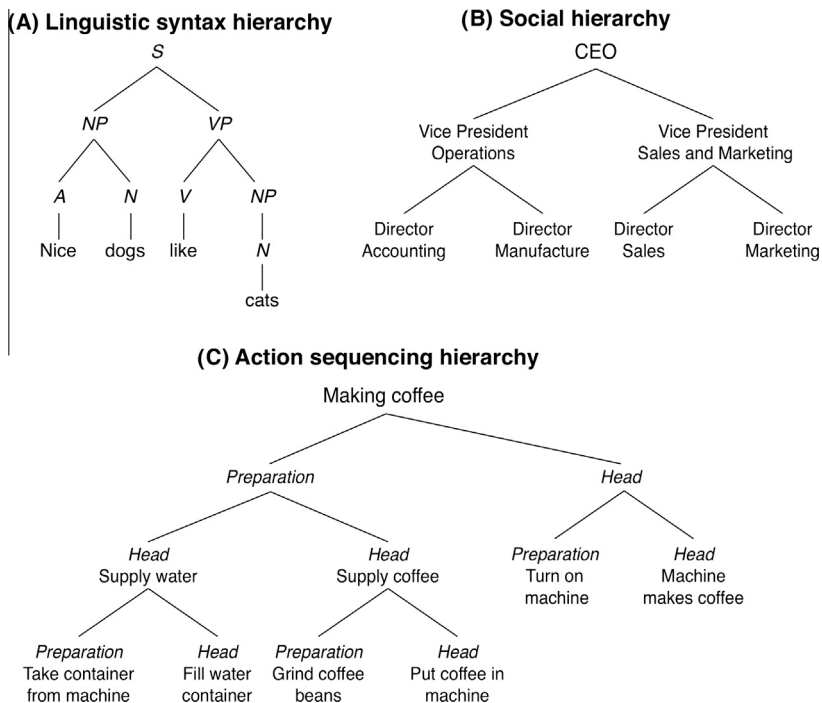 (A) Linguistic syntax hierarchy
S
NP VP
A N V NP
Nice dogs like N
cats
(B) Social hierarchy
CEO
Vice President Vice President
Operations Sales and Marketing
Director Director Director Director
Accounting Manufacture Sales Marketing
(C) Action sequencing hierarchy
Making coffee
Preparation Head
Head Head Preparation Head
Supply water Supply coffee Turn on Machine
machine makes coffee
Preparation Head Preparation Head
Take container Fill water Grind coffee Put coffee in
from machine container beans machine